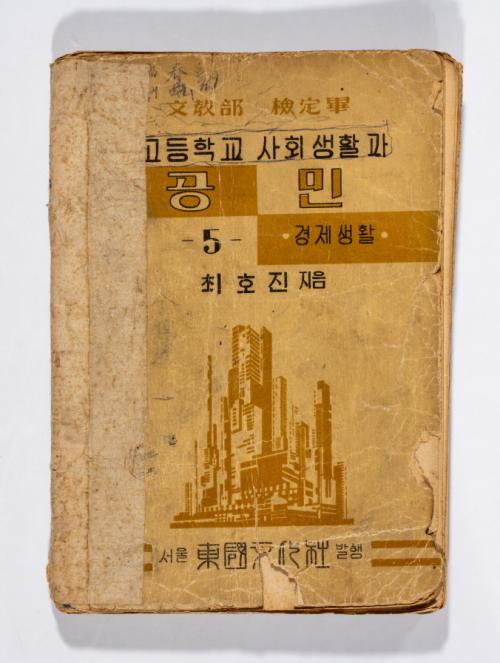 文敎部 檢定畢
고등학교 사회생활과
공민
-5- ·경제생활·
최호진 지음
서울 東國文化社 발행